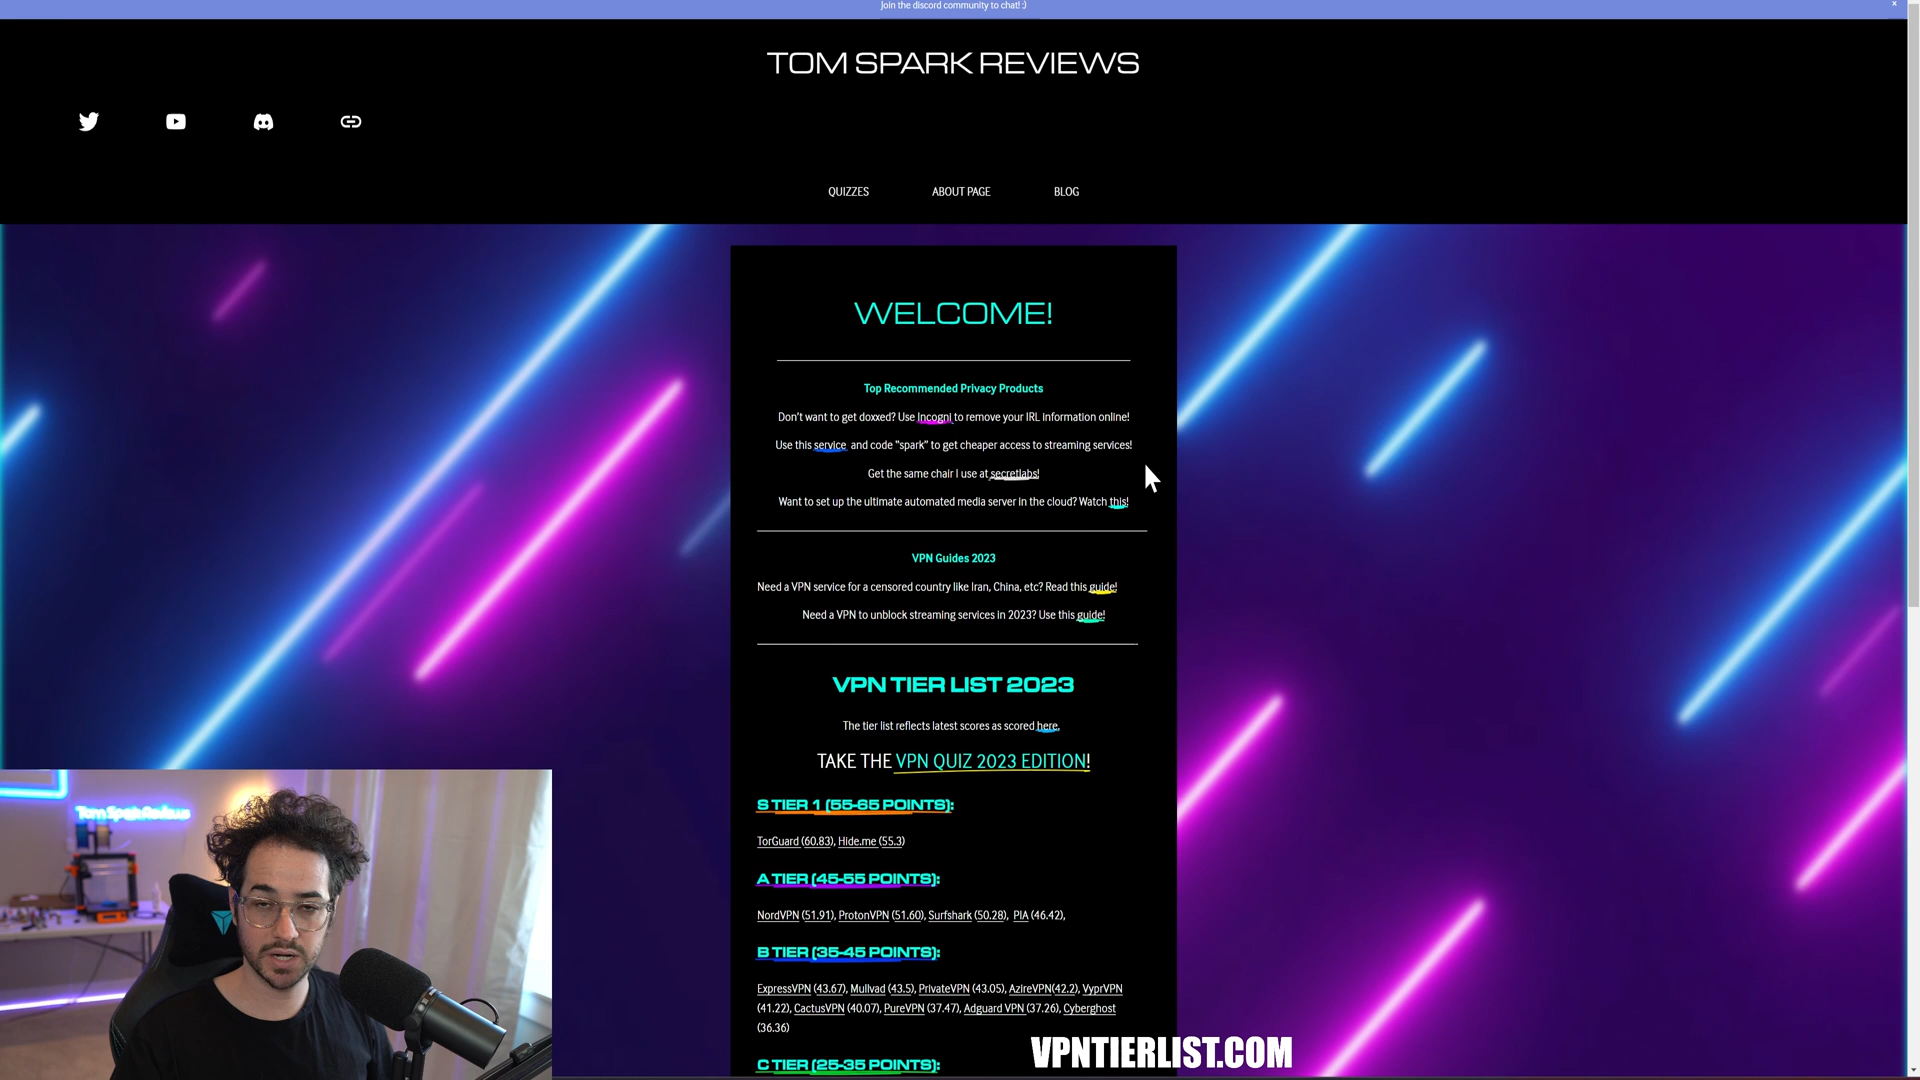 Join the discord community to chat! :)
x
TOM SPARK REVIEWS
QUIZZES
ABOUT PAGE
BLOG
WELCOME!
Top Recommended Privacy Products
Don't want to get doxxed? Use Incogni to remove your IRL information online!
Use this service and code "spark" to get cheaper access to streaming services!
Get the same chair I use at secretlabs!
Want to set up the ultimate automated media server in the cloud? Watch this!
VPN Guides 2023
Need a VPN service for a censored country like Iran, China, etc? Read this guide!
Need a VPN to unblock streaming services in 2023? Use this guide!
VPN TIER LIST 2023
The tier list reflects latest scores as scored here.
TAKE THE VPN QUIZ 2023 EDITION!
S TIER 1 (55-65 POINTS):
TorGuard (60.83), Hide.me (55.3)
A TIER (45-55 POINTS):
NordVPN (51.91), ProtonVPN (51.60), Surfshark (50.28), PIA (46.42),
B TIER (35-45 POINTS):
ExpressVPN (43.67), Mullvad (43.5), PrivateVPN (43.05), AzireVPN(42.2), VyprVPN
(41.22), CactusVPN (40.07), PureVPN (37.47), Adguard VPN (37.26), Cyberghost
(36.36)
C TIER (25-35 POINTS):
Tom Spark Reviews
VPNTIERLIST.COM